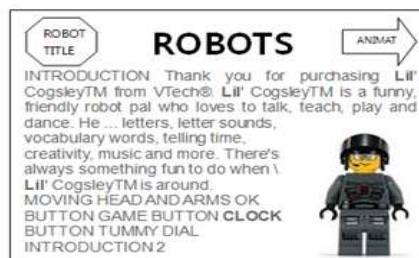 ROBOT
TITLE
ROBOTS
ANIMAT
INTRODUCTION Thank you for purchasing Lil'
CogsleyTM from VTech®. Lil' CogsleyTM is a funny,
friendly robot pal who loves to talk, teach, play and
dance. He ... letters, letter sounds,
vocabulary words, telling time,
creativity, music and more. There's
always something fun to do when \
Lil' CogsleyTM is around.
MOVING HEAD AND ARMS OK
BUTTON GAME BUTTON CLOCK
BUTTON TUMMY DIAL
INTRODUCTION 2